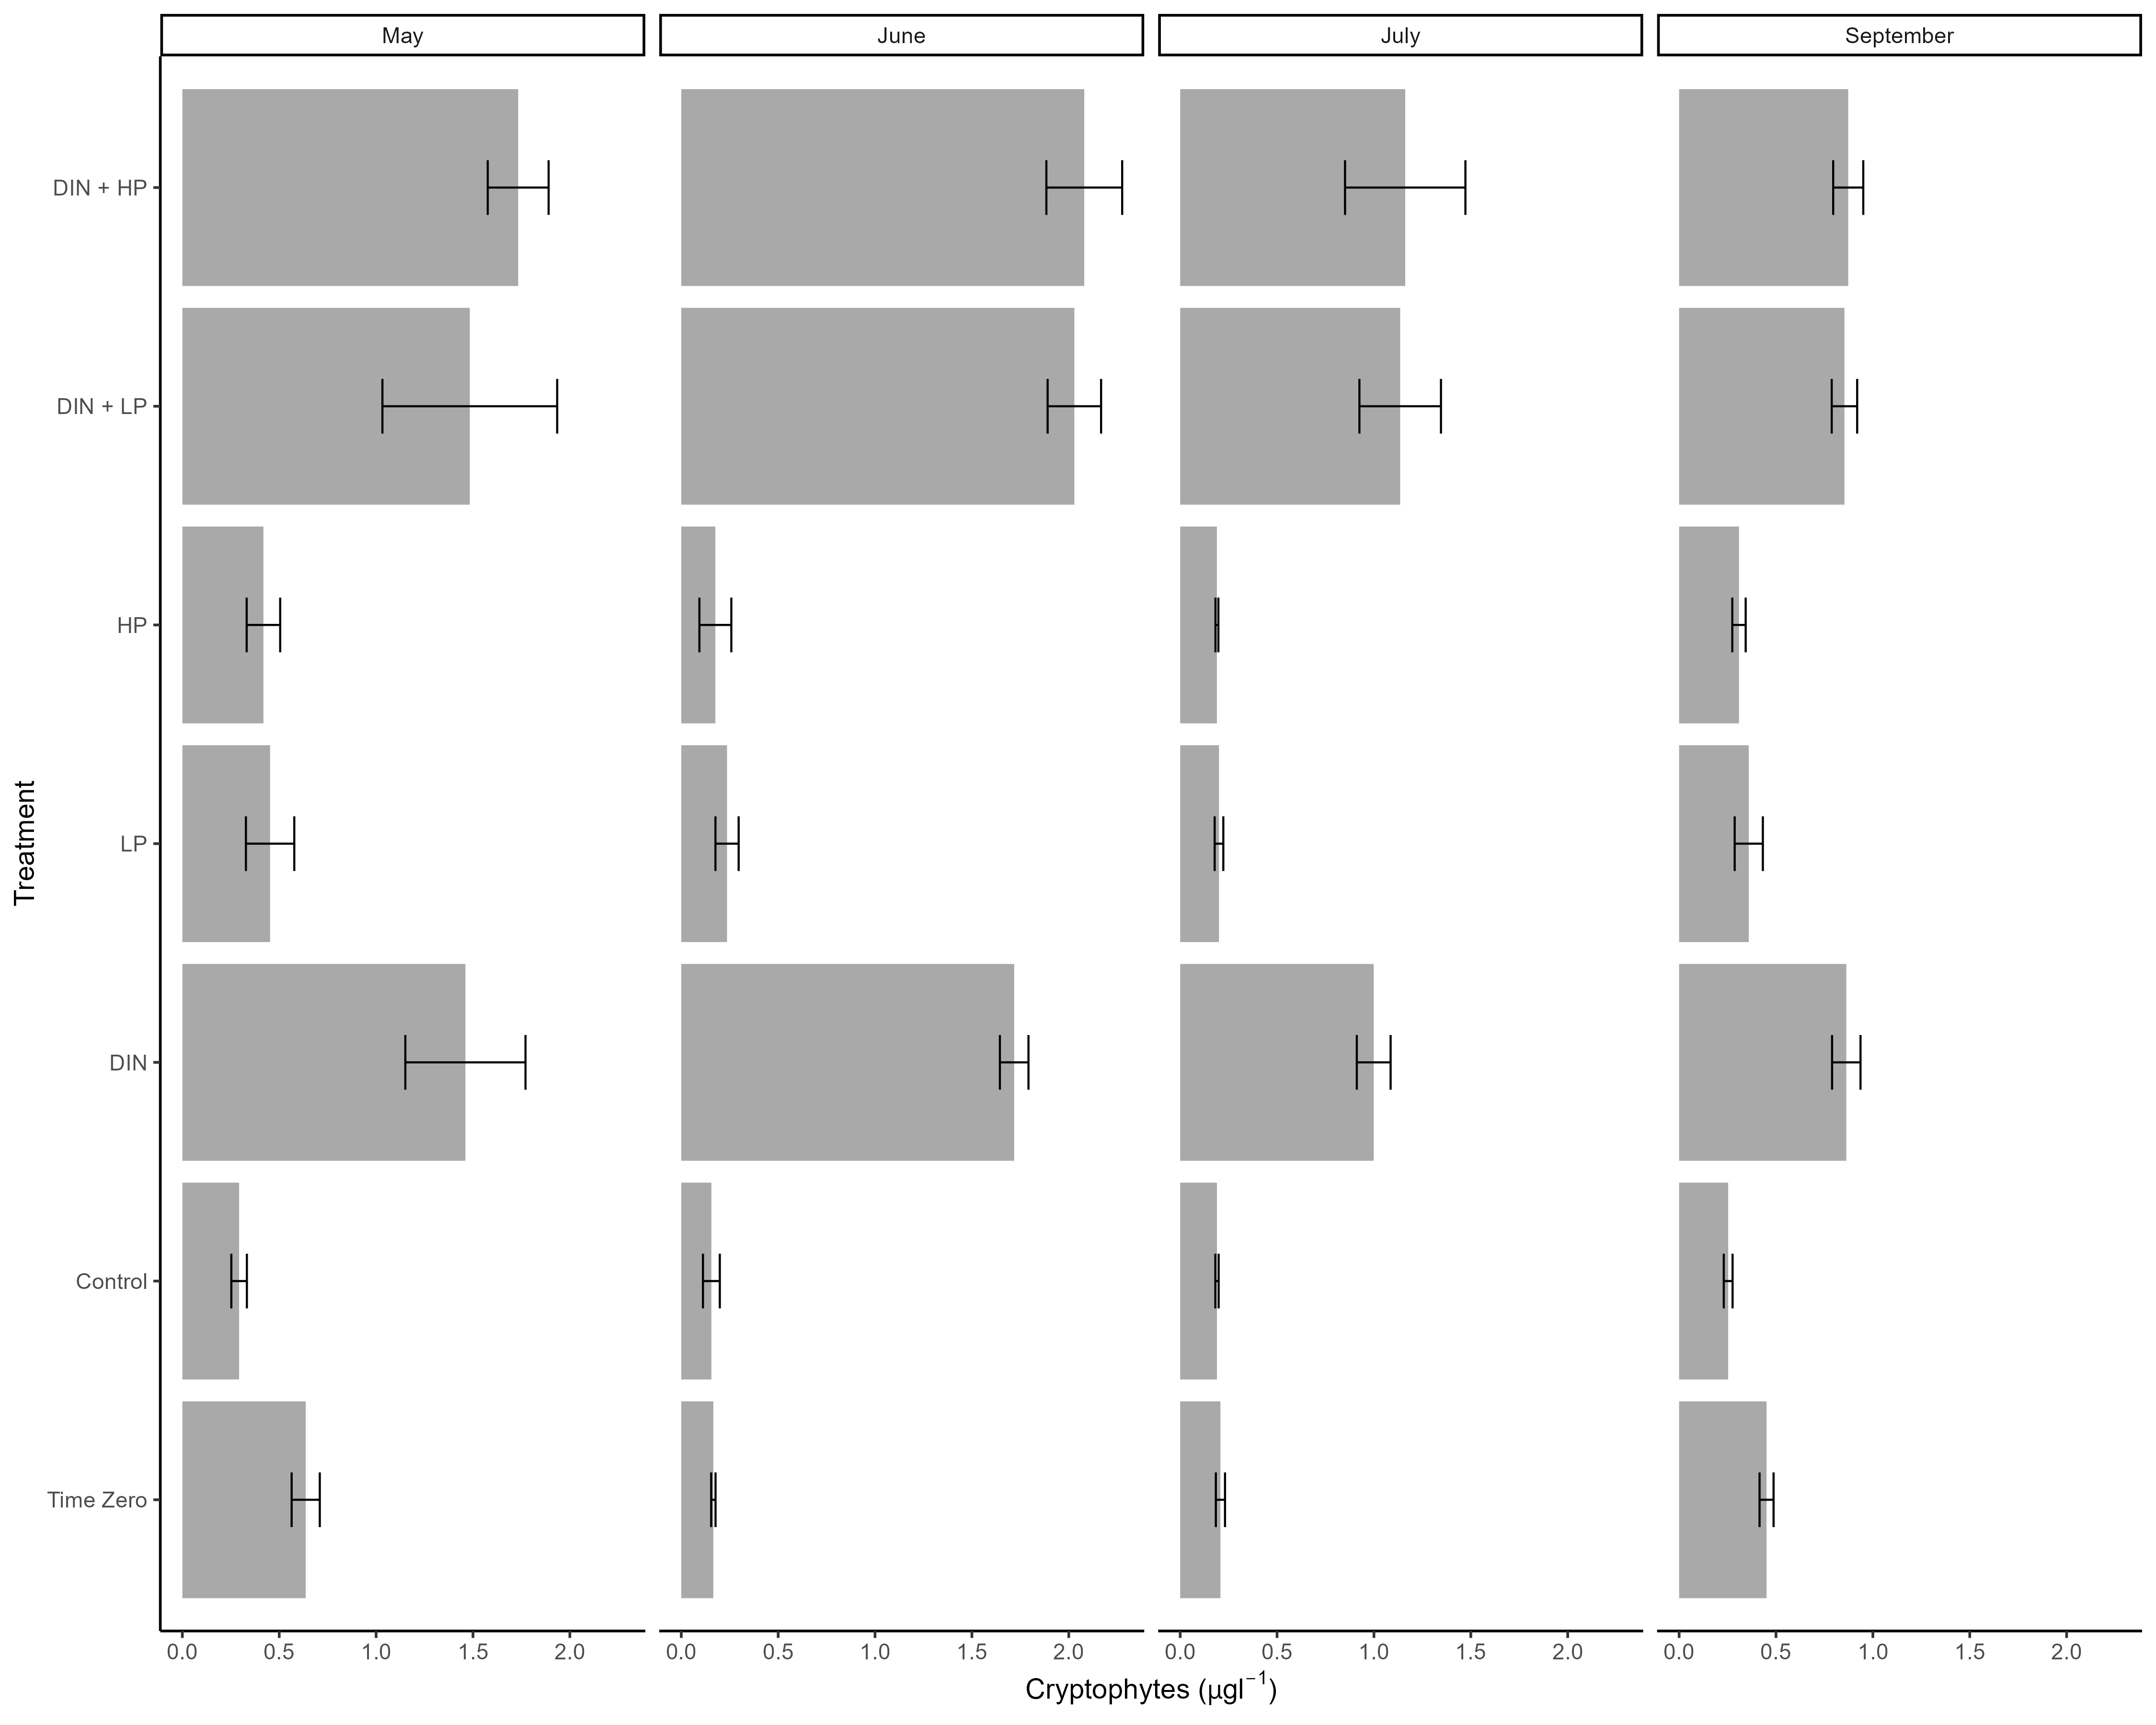 May
June
July
September
DIN + HP
DIN + LP
HP
LP
DIN
Control
Time Zero
Treatment
0.0 0.5 1.0 1.5 2.0
0.0 0.5 1.0 1.5 2.0
0.0 0.5 1.0 1.5 2.0
0.0 0.5 1.0 1.5 2.0
Cryptophytes (µgl⁻¹)